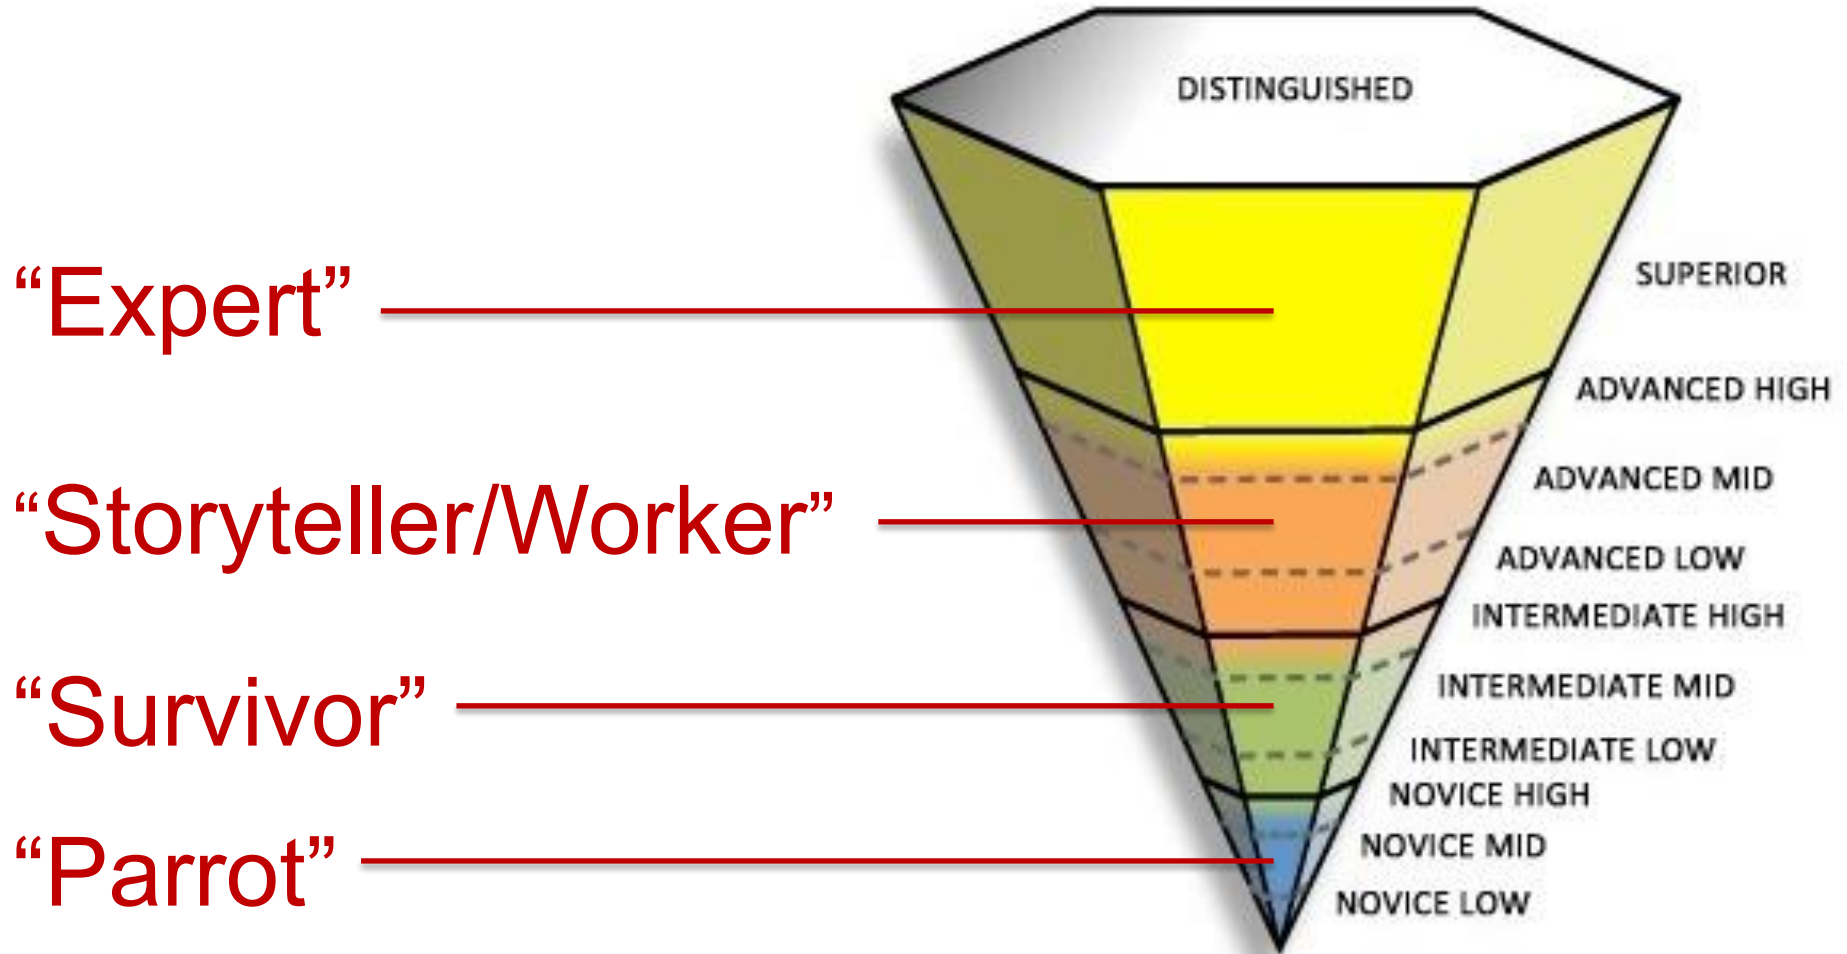 DISTINGUISHED
“Expert”
SUPERIOR
ADVANCED HIGH
“Storyteller/Worker”
ADVANCED MID
ADVANCED LOW
INTERMEDIATE HIGH
“Survivor”
INTERMEDIATE MID
INTERMEDIATE LOW
NOVICE HIGH
“Parrot”
NOVICE MID
NOVICE LOW